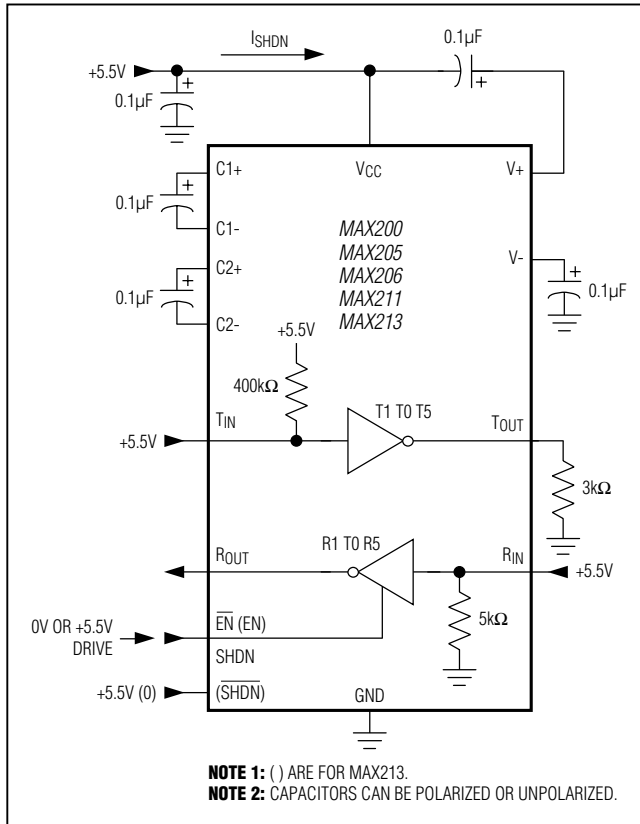 ISHDN
0.1µF
+5.5V
0.1µF
C1+
VCC
V+
0.1µF
C1-
MAX200
MAX205
MAX206
MAX211
MAX213
C2+
V-
0.1µF
0.1µF
C2-
+5.5V
400kΩ
TIN
T1 TO T5
TOUT
+5.5V
3kΩ
ROUT
R1 TO R5
RIN
+5.5V
5kΩ
0V OR +5.5V
DRIVE
EN (EN)
SHDN
+5.5V (0)
(SHDN)
GND
NOTE 1: ( ) ARE FOR MAX213.
NOTE 2: CAPACITORS CAN BE POLARIZED OR UNPOLARIZED.